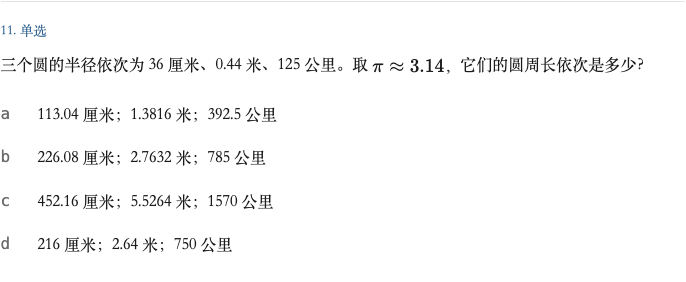 11. 单选
三个圆的半径依次为 36 厘米、0.44 米、125 公里。取 π ≈ 3.14，它们的圆周长依次是多少?
a 113.04 厘米；1.3816 米；392.5 公里
b 226.08 厘米；2.7632 米；785 公里
c 452.16 厘米；5.5264 米；1570 公里
d 216 厘米；2.64 米；750 公里